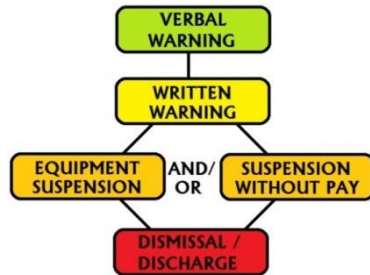 VERBAL
WARNING
WRITTEN
WARNING
EQUIPMENT
SUSPENSION
AND/
OR
SUSPENSION
WITHOUT PAY
DISMISSAL /
DISCHARGE